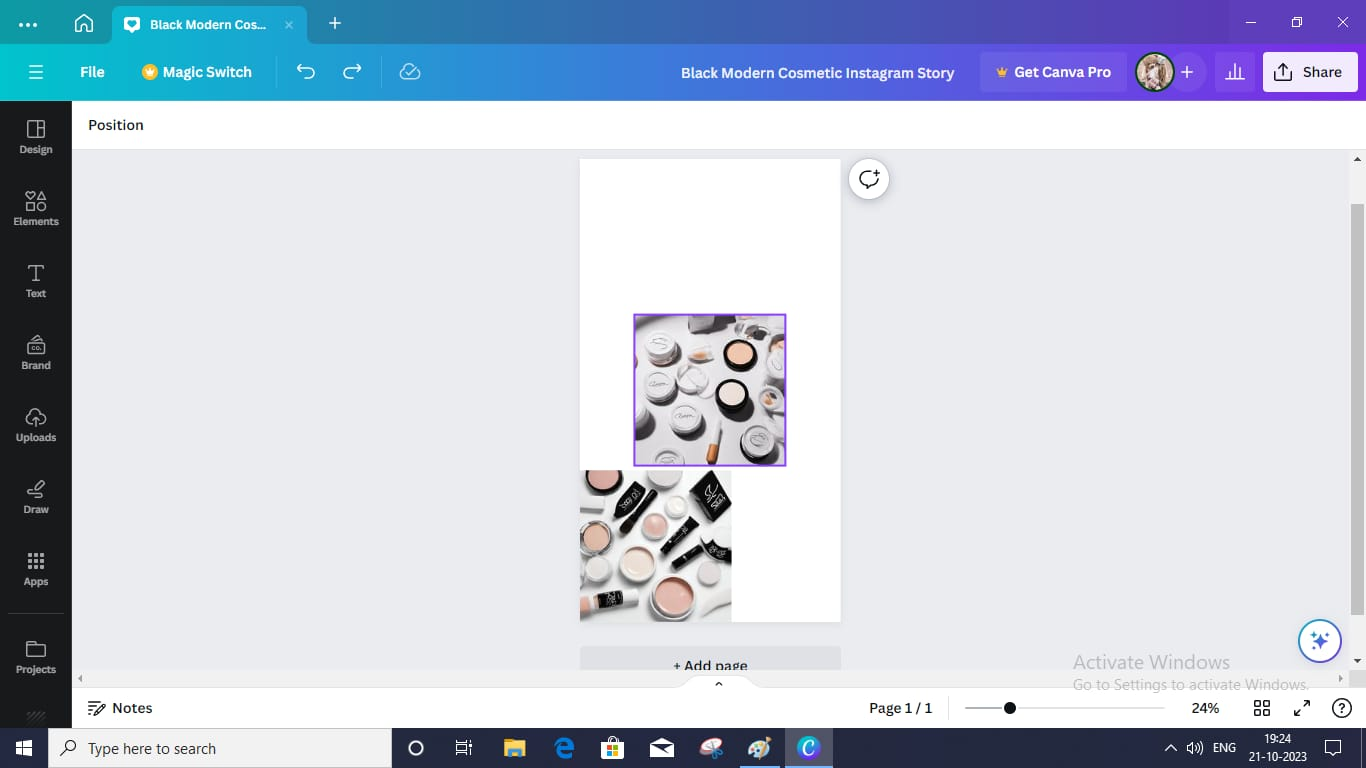 Black Modern Cos...
File
Magic Switch
Black Modern Cosmetic Instagram Story
Get Canva Pro
Share
Position
Design
Elements
Text
CO.
Brand
Uploads
Draw
Apps
Projects
+ Add page
Activate Windows
Go to Settings to activate Windows.
Notes
Page 1 / 1
24%
Type here to search
ENG
19:24
21-10-2023